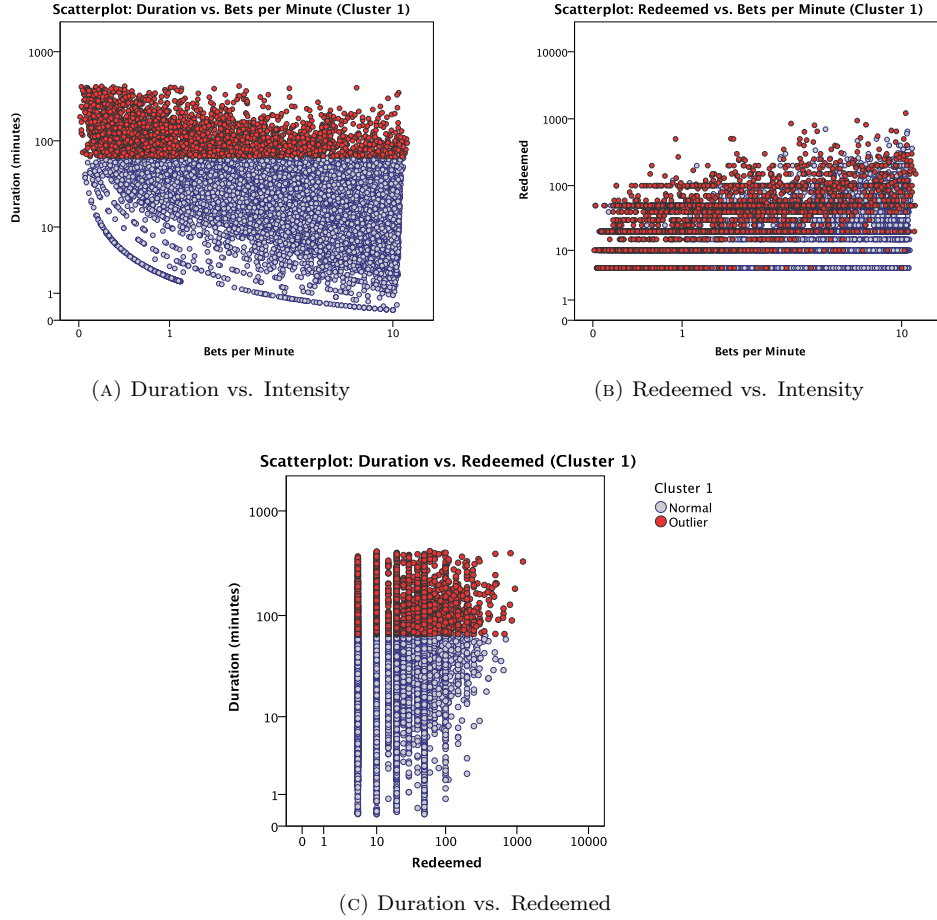 Scatterplot: Duration vs. Bets per Minute (Cluster 1)
Duration (minutes)
1000
100
10
1
0
0 1 10
Bets per Minute
(A) Duration vs. Intensity
Scatterplot: Redeemed vs. Bets per Minute (Cluster 1)
Redeemed
10000
1000
100
10
1
0
0 1 10
Bets per Minute
(B) Redeemed vs. Intensity
Scatterplot: Duration vs. Redeemed (Cluster 1)
Duration (minutes)
1000
100
10
1
0
0 1 10 100 1000 10000
Redeemed
Cluster 1
Normal
Outlier
(C) Duration vs. Redeemed